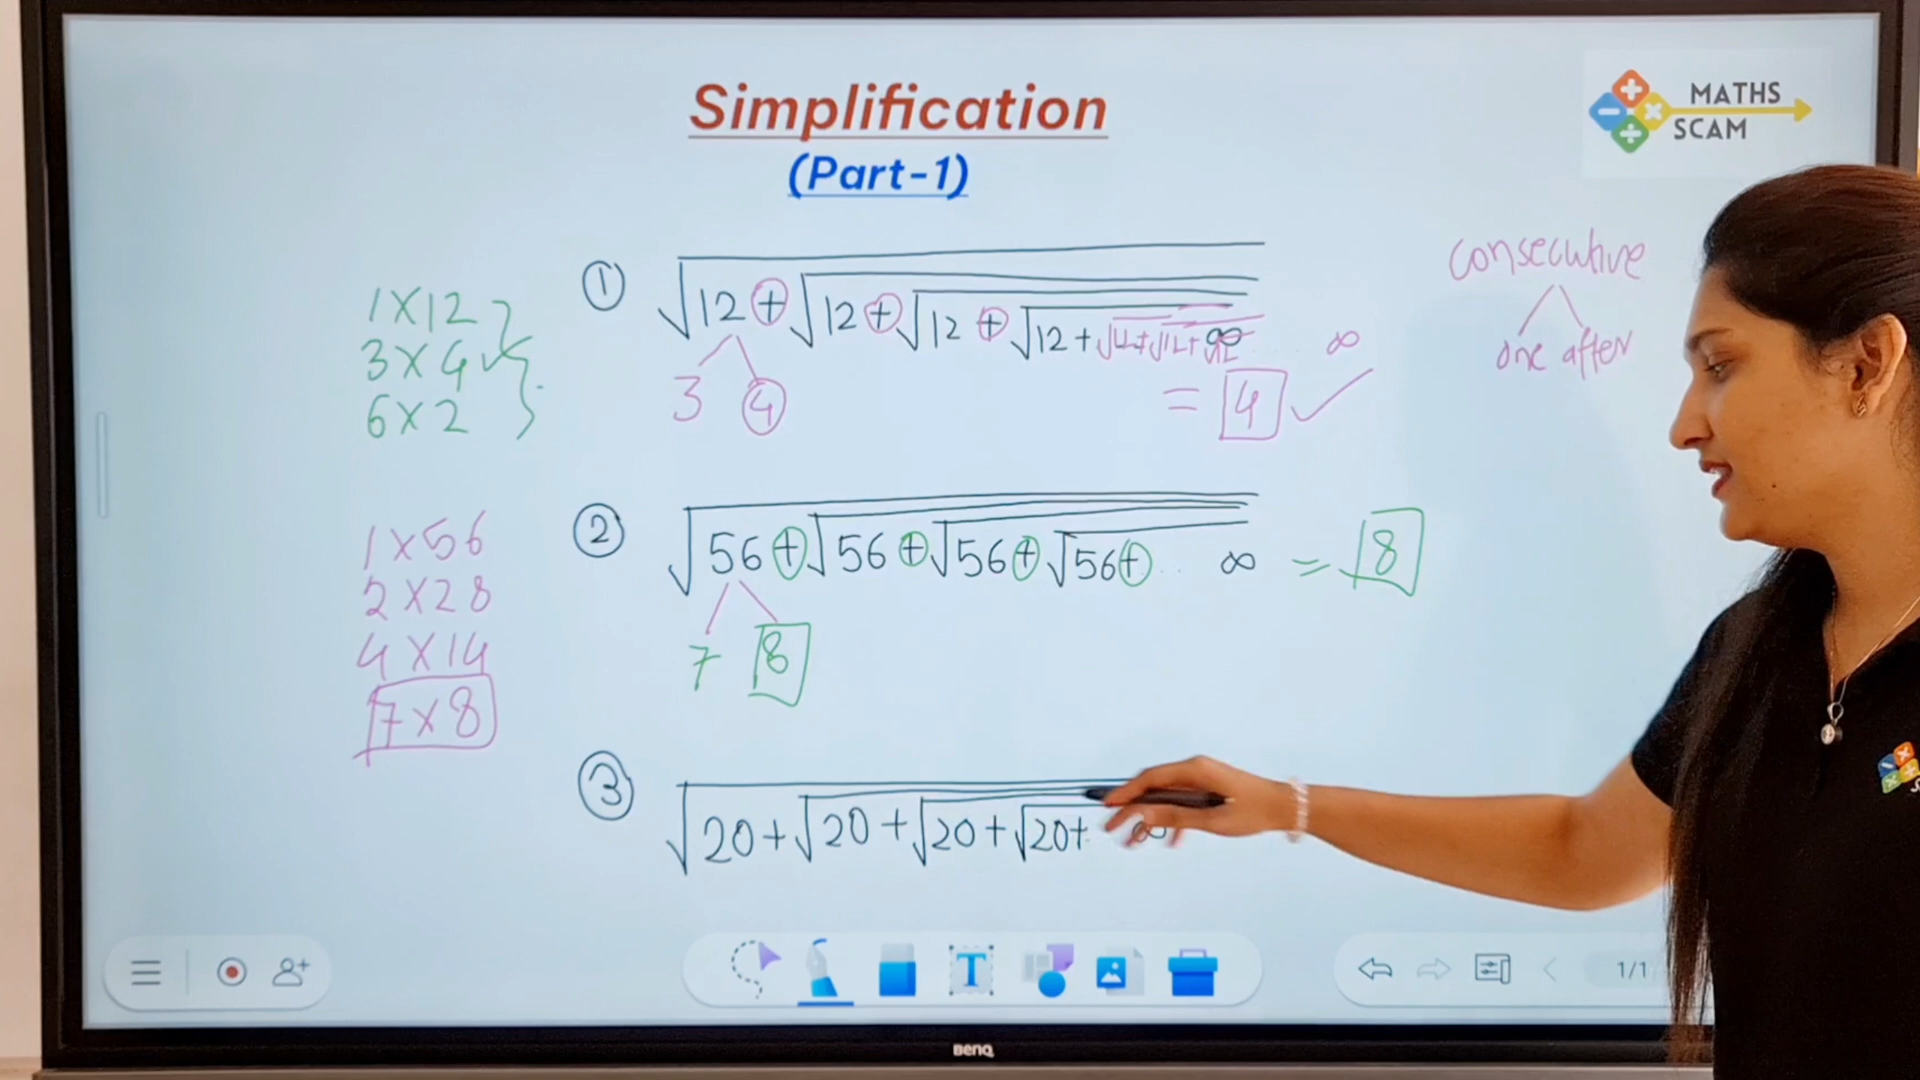 Simplification
(Part-1)
MATHS
SCAM
consecutive
one after
1 X 12
3 X 4 ✓
6 X 2
① √12 + √12 + √12 + √12 + √12 + √12 + ∞ ∞
3 4
= 4 ✓
1 X 56
2 X 28
4 X 14
7 X 8
② √56 + √56 + √56 + √56 + .. ∞ = 8
7 8
③ √20 + √20 + √20 + √20 + ∞
T
1/1
BenQ